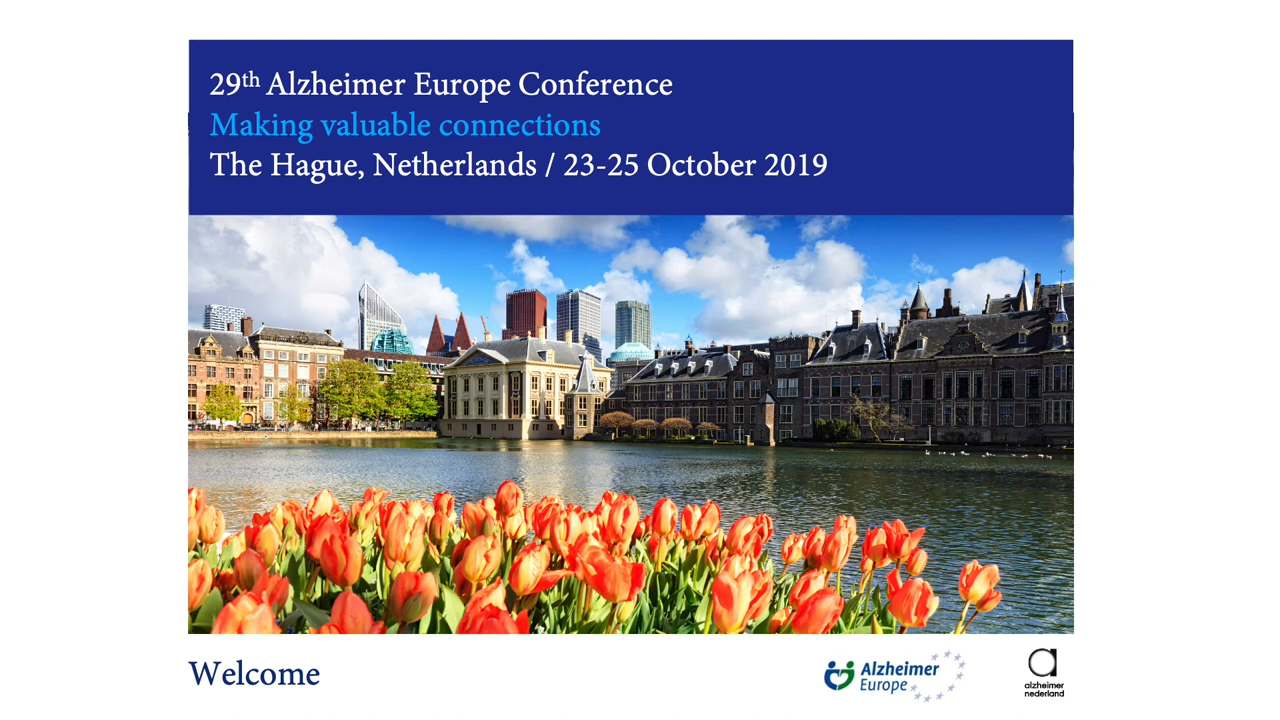 29th Alzheimer Europe Conference
Making valuable connections
The Hague, Netherlands / 23-25 October 2019
Welcome
Alzheimer
Europe
alzheimer
nederland